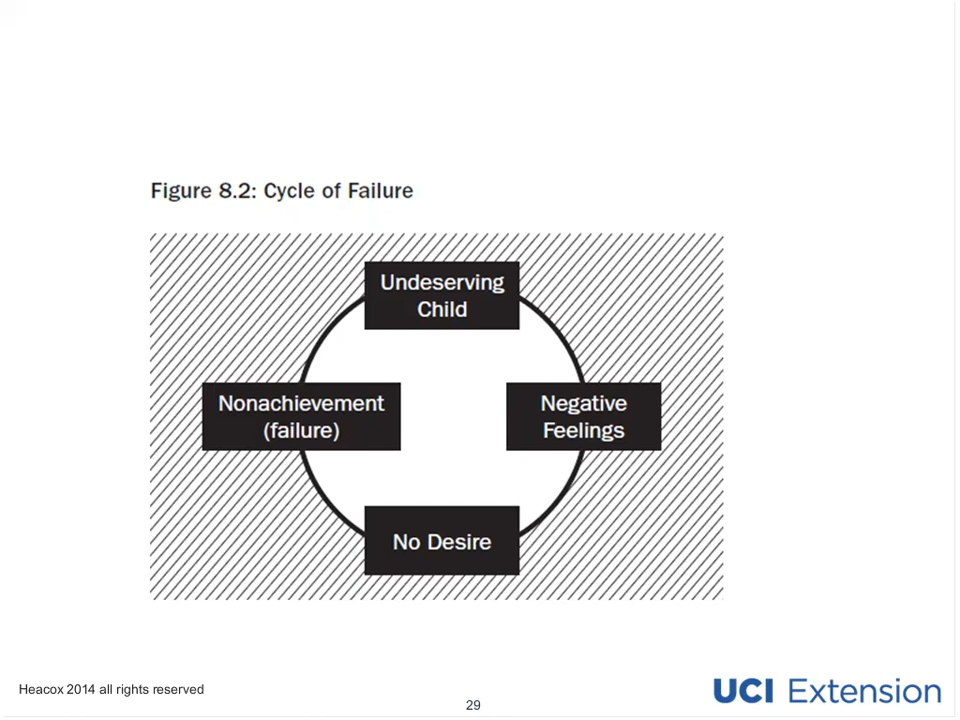 Figure 8.2: Cycle of Failure
Undeserving
Child
Nonachievement
(failure)
Negative
Feelings
No Desire
Heacox 2014 all rights reserved
29
UCI Extension